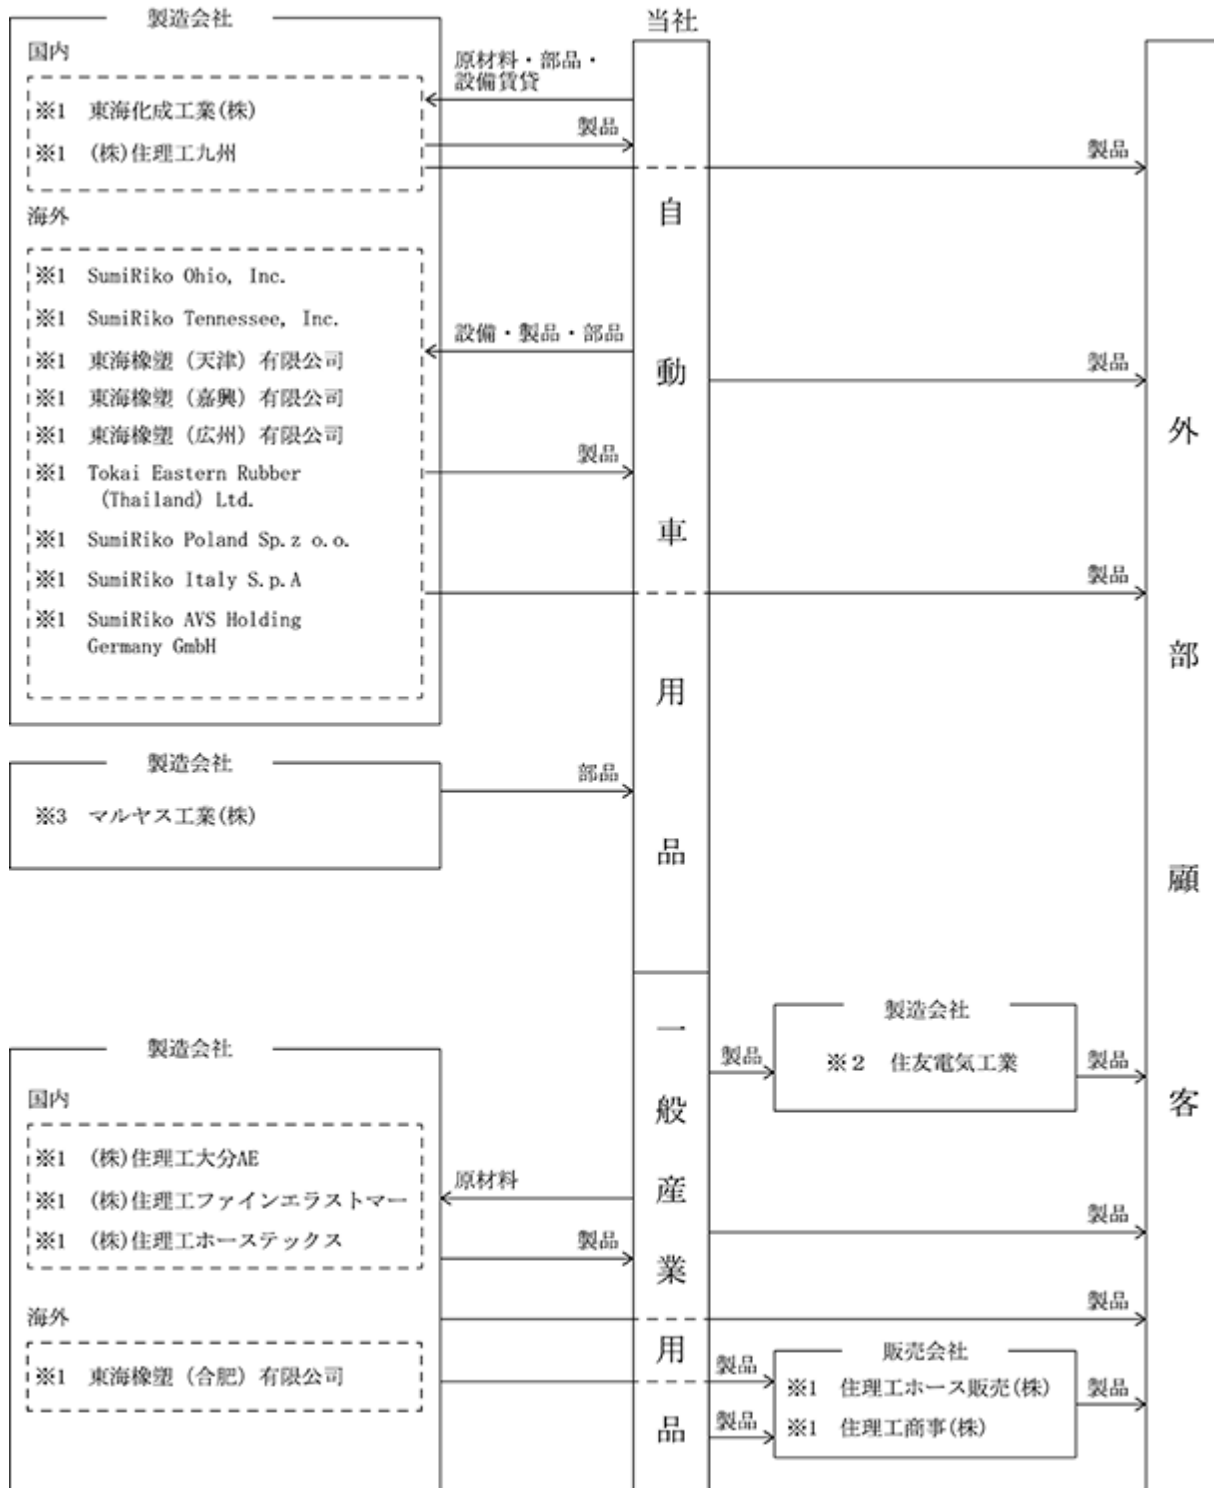 製造会社
国内
※1 東海化成工業(株)
※1 (株)住理工九州
海外
※1 SumiRiko Ohio, Inc.
※1 SumiRiko Tennessee, Inc.
※1 東海橡塑（天津）有限公司
※1 東海橡塑（嘉興）有限公司
※1 東海橡塑（広州）有限公司
※1 Tokai Eastern Rubber
(Thailand) Ltd.
※1 SumiRiko Poland Sp. z o.o.
※1 SumiRiko Italy S.p.A
※1 SumiRiko AVS Holding
Germany GmbH
原材料・部品・
設備賃貸
製品
設備・製品・部品
製品
製造会社
※3 マルヤス工業(株)
部品
製造会社
国内
※1 (株)住理工大分AE
※1 (株)住理工ファインエラストマー
※1 (株)住理工ホーステックス
海外
※1 東海橡塑（合肥）有限公司
原材料
製品
当社
自動車用品
一般産業用品
製品
製品
製品
製品
製造会社
※２ 住友電気工業
製品
製品
製品
製品
製品
販売会社
※1 住理工ホース販売(株)
※1 住理工商事(株)
製品
外部顧客